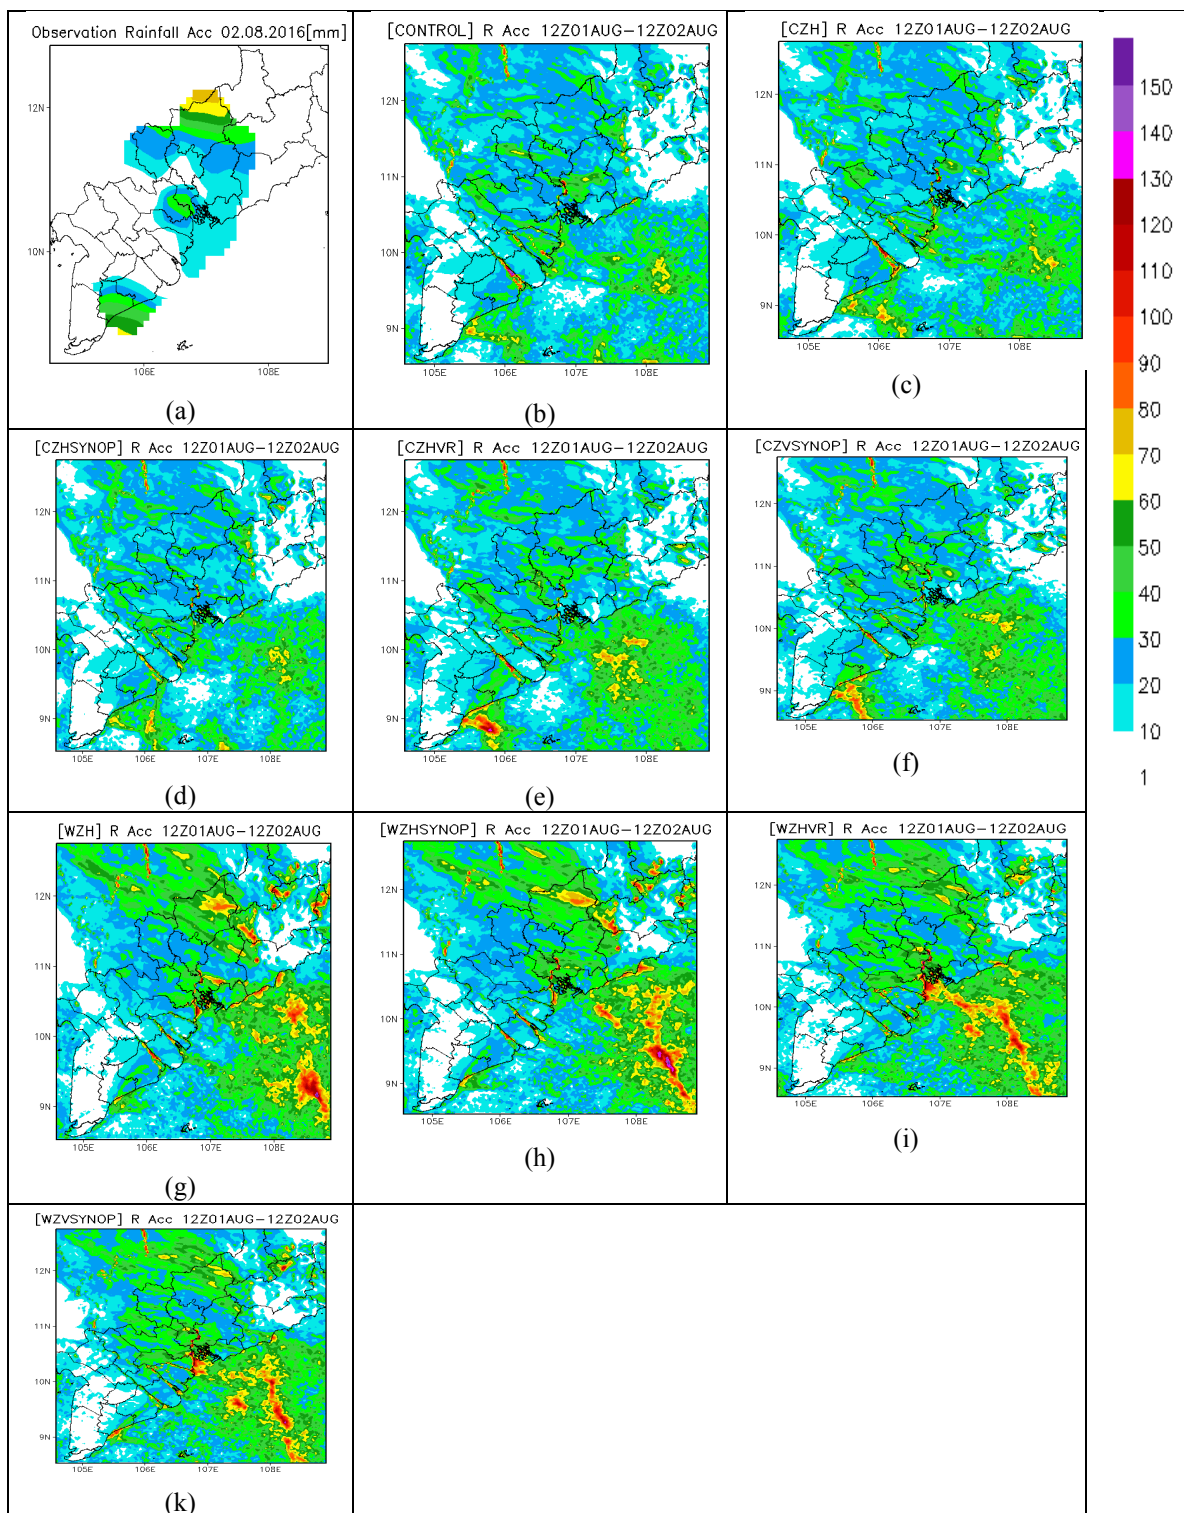 Observation Rainfall Acc 02.08.2016[mm]
12N
10N
106E
108E
(a)
[CONTROL] R Acc 12Z01AUG-12Z02AUG
12N
11N
10N
9N
105E
106E
107E
108E
(b)
[CZH] R Acc 12Z01AUG-12Z02AUG
12N
11N
10N
9N
105E
106E
107E
108E
(c)
150
140
130
120
110
100
90
80
70
60
50
40
30
20
10
1
[CZHSYNOP] R Acc 12Z01AUG-12Z02AUG
12N
11N
10N
9N
105E
106E
107E
108E
(d)
[CZHVR] R Acc 12Z01AUG-12Z02AUG
12N
11N
10N
9N
105E
106E
107E
108E
(e)
[CZVSYNOP] R Acc 12Z01AUG-12Z02AUG
12N
11N
10N
9N
105E
106E
107E
108E
(f)
[WZH] R Acc 12Z01AUG-12Z02AUG
12N
11N
10N
9N
105E
106E
107E
108E
(g)
[WZHSYNOP] R Acc 12Z01AUG-12Z02AUG
12N
11N
10N
9N
105E
106E
107E
108E
(h)
[WZHVR] R Acc 12Z01AUG-12Z02AUG
12N
11N
10N
9N
105E
106E
107E
108E
(i)
[WZVSYNOP] R Acc 12Z01AUG-12Z02AUG
12N
11N
10N
9N
105E
106E
107E
108E
(k)